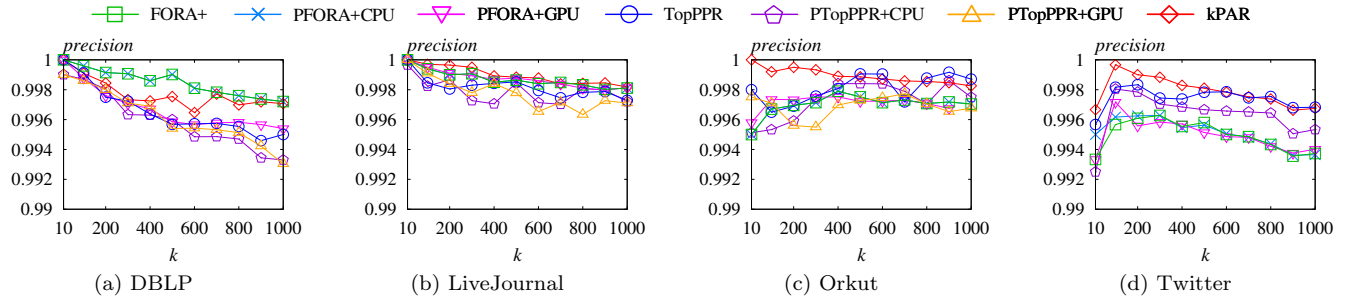 FORA+ PFORA+CPU PFORA+GPU TopPPR PTopPPR+CPU PTopPPR+GPU kPAR
precision
1
0.998
0.996
0.994
0.992
0.99
10 200 400 600 800 1000
k
(a) DBLP
precision
1
0.998
0.996
0.994
0.992
0.99
10 200 400 600 800 1000
k
(b) LiveJournal
precision
1
0.998
0.996
0.994
0.992
0.99
10 200 400 600 800 1000
k
(c) Orkut
precision
1
0.998
0.996
0.994
0.992
0.99
10 200 400 600 800 1000
k
(d) Twitter